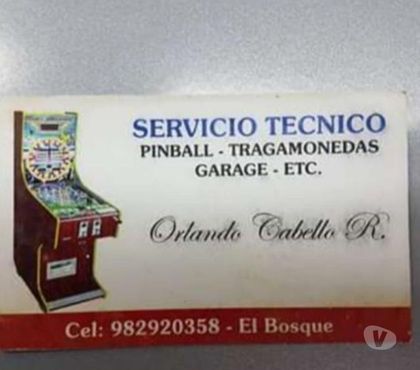 SERVICIO TECNICO
PINBALL - TRAGAMONEDAS
GARAGE - ETC.
Orlando Cabello R.
Cel: 982920358 - El Bosque
V